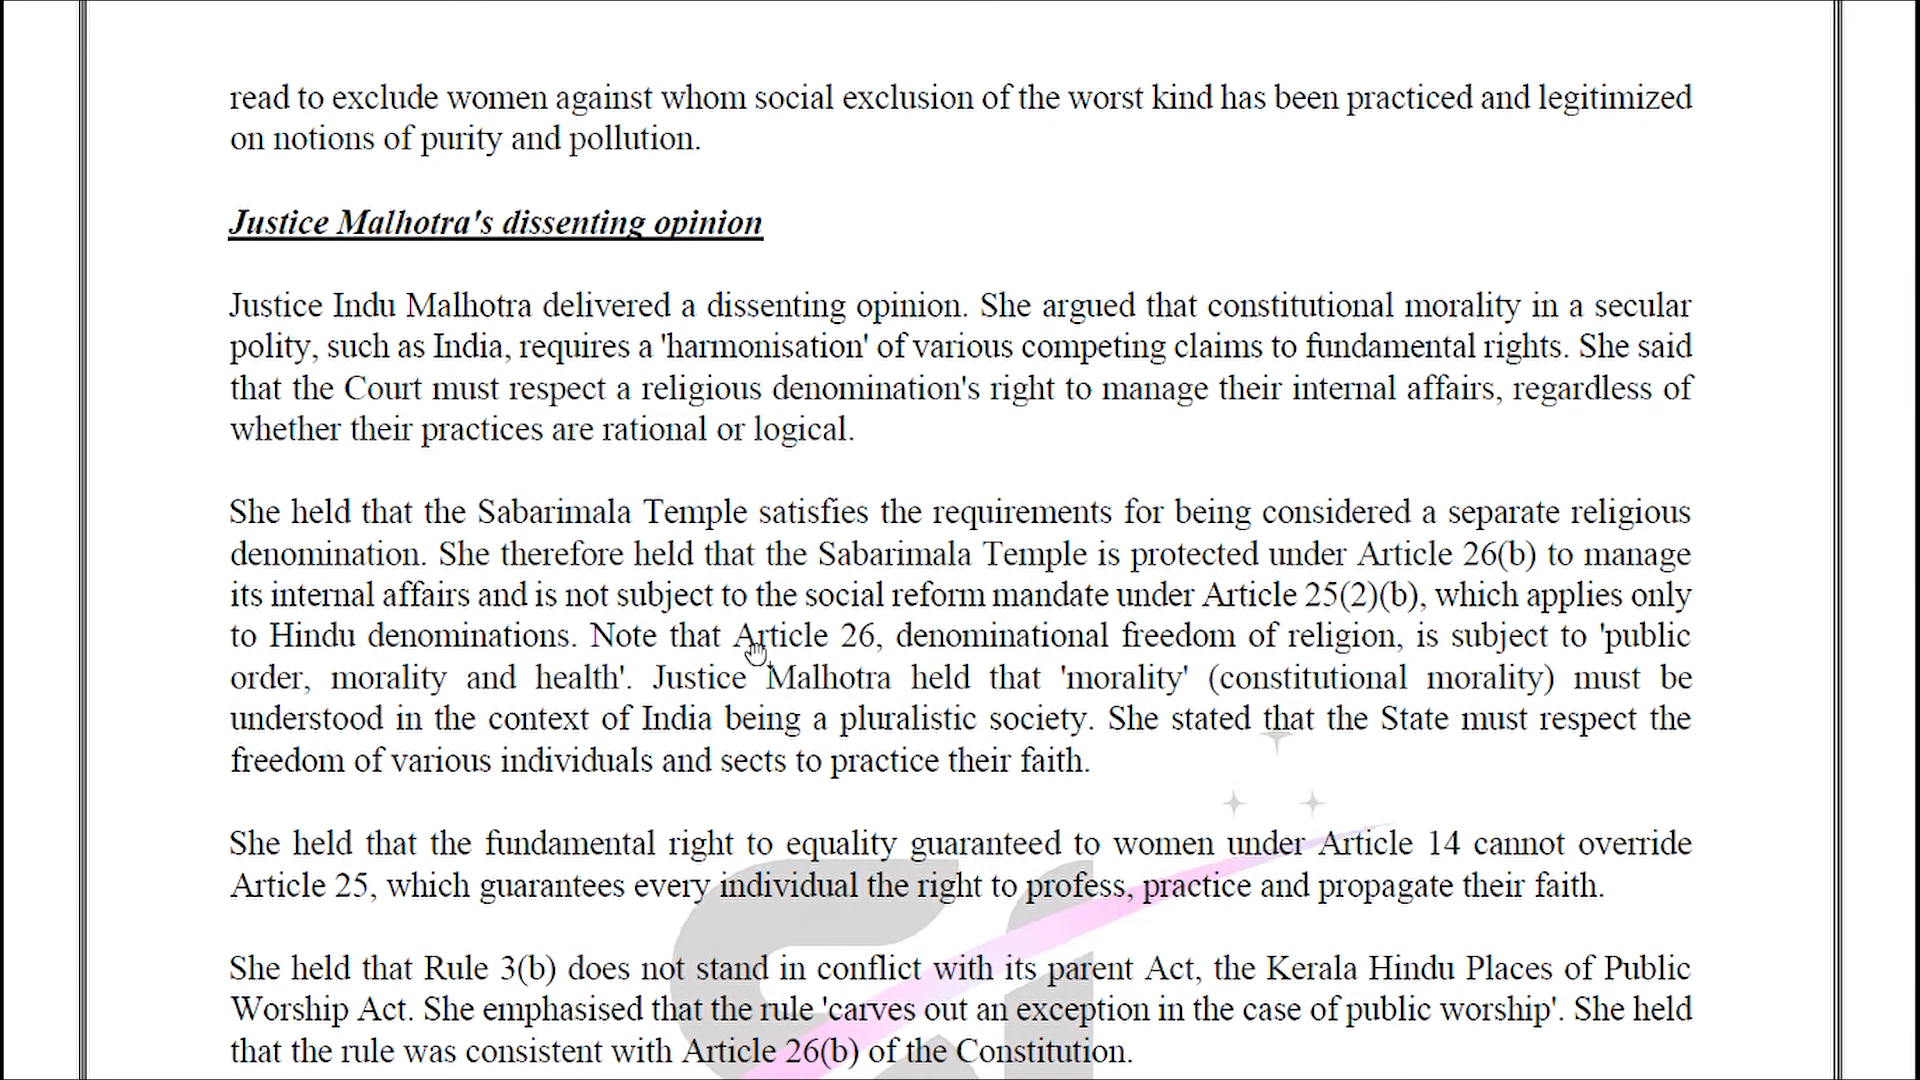 read to exclude women against whom social exclusion of the worst kind has been practiced and legitimized
on notions of purity and pollution.
Justice Malhotra's dissenting opinion
Justice Indu Malhotra delivered a dissenting opinion. She argued that constitutional morality in a secular
polity, such as India, requires a 'harmonisation' of various competing claims to fundamental rights. She said
that the Court must respect a religious denomination's right to manage their internal affairs, regardless of
whether their practices are rational or logical.
She held that the Sabarimala Temple satisfies the requirements for being considered a separate religious
denomination. She therefore held that the Sabarimala Temple is protected under Article 26(b) to manage
its internal affairs and is not subject to the social reform mandate under Article 25(2)(b), which applies only
to Hindu denominations. Note that Article 26, denominational freedom of religion, is subject to 'public
order, morality and health'. Justice Malhotra held that 'morality' (constitutional morality) must be
understood in the context of India being a pluralistic society. She stated that the State must respect the
freedom of various individuals and sects to practice their faith.
She held that the fundamental right to equality guaranteed to women under Article 14 cannot override
Article 25, which guarantees every individual the right to profess, practice and propagate their faith.
She held that Rule 3(b) does not stand in conflict with its parent Act, the Kerala Hindu Places of Public
Worship Act. She emphasised that the rule 'carves out an exception in the case of public worship'. She held
that the rule was consistent with Article 26(b) of the Constitution.